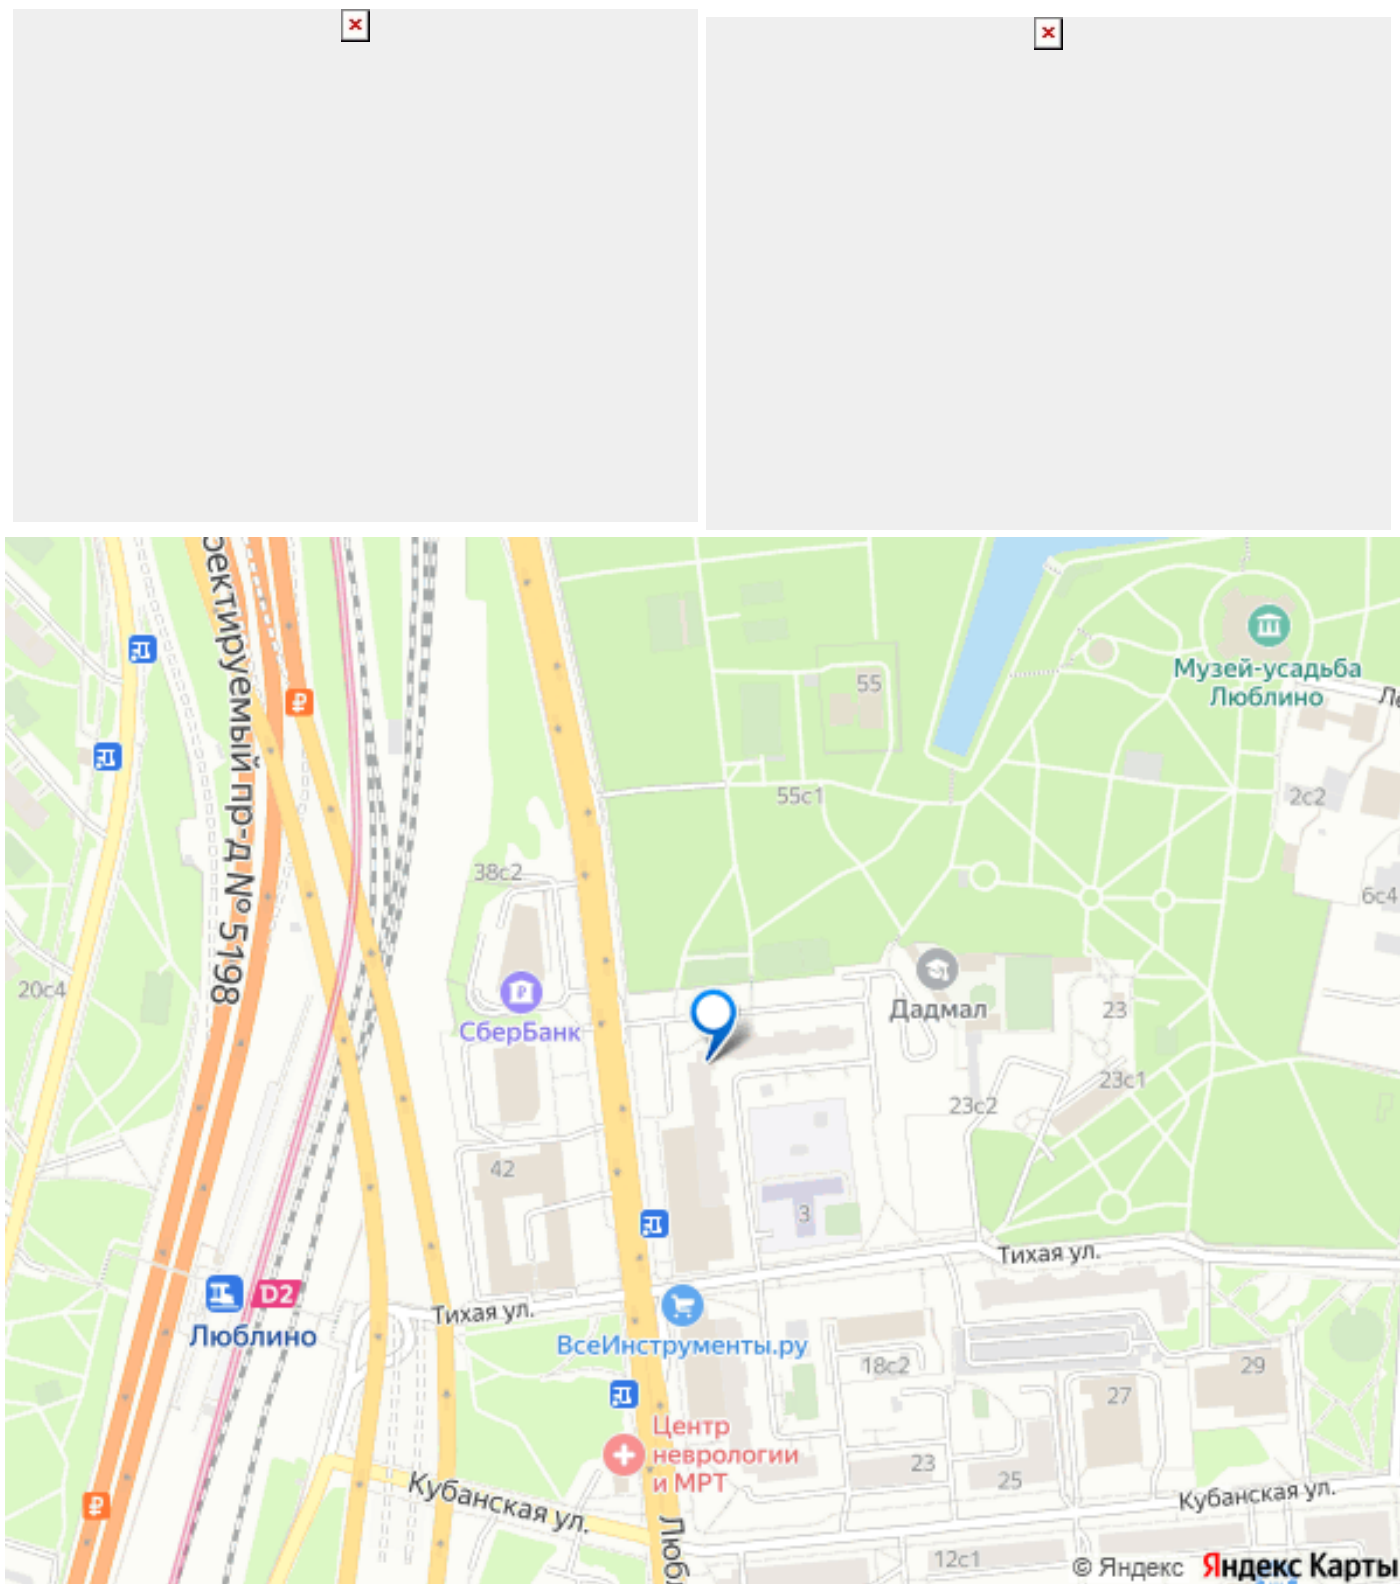 оектируемый пр-д № 5198
55
Музей-усадьба
Люблино
55с1
2с2
38с2
6с4
20с4
СберБанк
Дадмал
23
23с1
23с2
42
3
Тихая ул.
D2
Люблино
Тихая ул.
ВсеИнструменты.ру
18с2
29
27
Центр
неврологии
и МРТ
23
25
Кубанская ул.
Кубанская ул.
Любл
12с1
© Яндекс Яндекс Карты